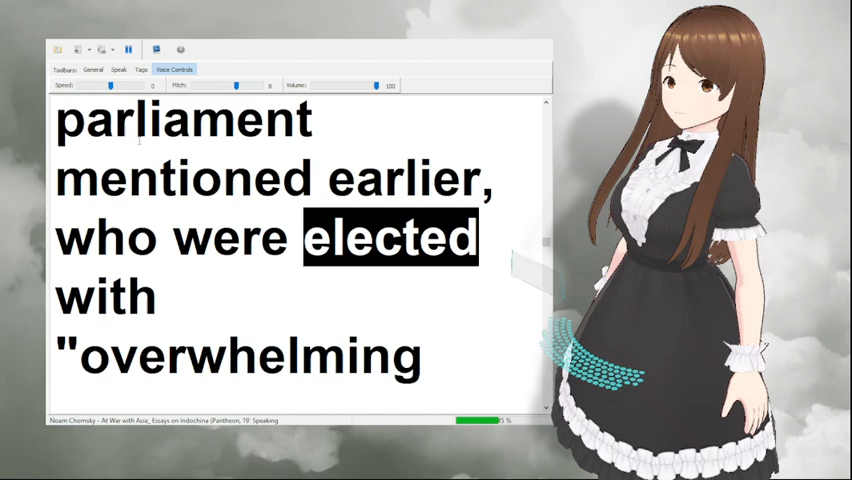 Toolbars: General Speak Tags Voice Controls
Speed: 0 Pitch: 8 Volume: 100
parliament
mentioned earlier,
who were elected
with
"overwhelming
Noam Chomsky - At War with Asia_ Essays on Indochina (Pantheon, 19 Speaking